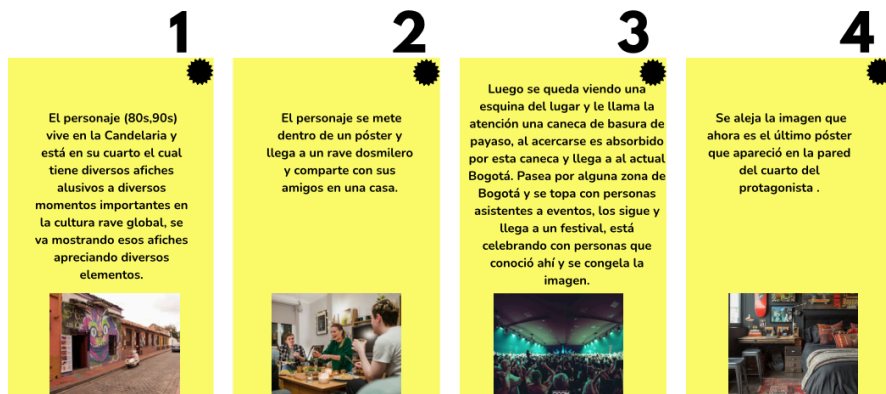 1
El personaje (80s,90s)
vive en la Candelaria y
está en su cuarto el cual
tiene diversos afiches
alusivos a diversos
momentos importantes en
la cultura rave global, se
va mostrando esos afiches
apreciando diversos
elementos.
2
El personaje se mete
dentro de un póster y
llega a un rave dosmilero
y comparte con sus
amigos en una casa.
3
Luego se queda viendo una
esquina del lugar y le llama la
atención una caneca de basura de
payaso, al acercarse es absorbido
por esta caneca y llega a al actual
Bogotá. Pasea por alguna zona de
Bogotá y se topa con personas
asistentes a eventos, los sigue y
llega a un festival, está
celebrando con personas que
conoció ahí y se congela la
imagen.
4
Se aleja la imagen que
ahora es el último póster
que apareció en la pared
del cuarto del
protagonista .